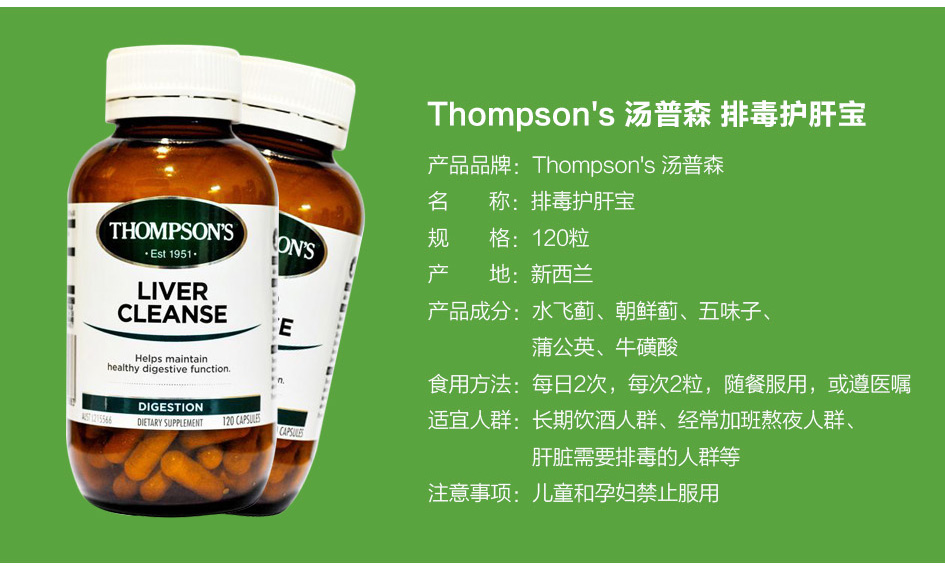 THOMPSON'S
• Est 1951 •
LIVER
CLEANSE
Helps maintain
healthy digestive function.
DIGESTION
DIETARY SUPPLEMENT
120 CAPSULES
ON'S
E
CAPSULES
Thompson's 汤普森 排毒护肝宝
产品品牌：Thompson's 汤普森
名 称：排毒护肝宝
规 格：120粒
产 地：新西兰
产品成分：水飞蓟、朝鲜蓟、五味子、
蒲公英、牛磺酸
食用方法：每日2次，每次2粒，随餐服用，或遵医嘱
适宜人群：长期饮酒人群、经常加班熬夜人群、
肝脏需要排毒的人群等
注意事项：儿童和孕妇禁止服用